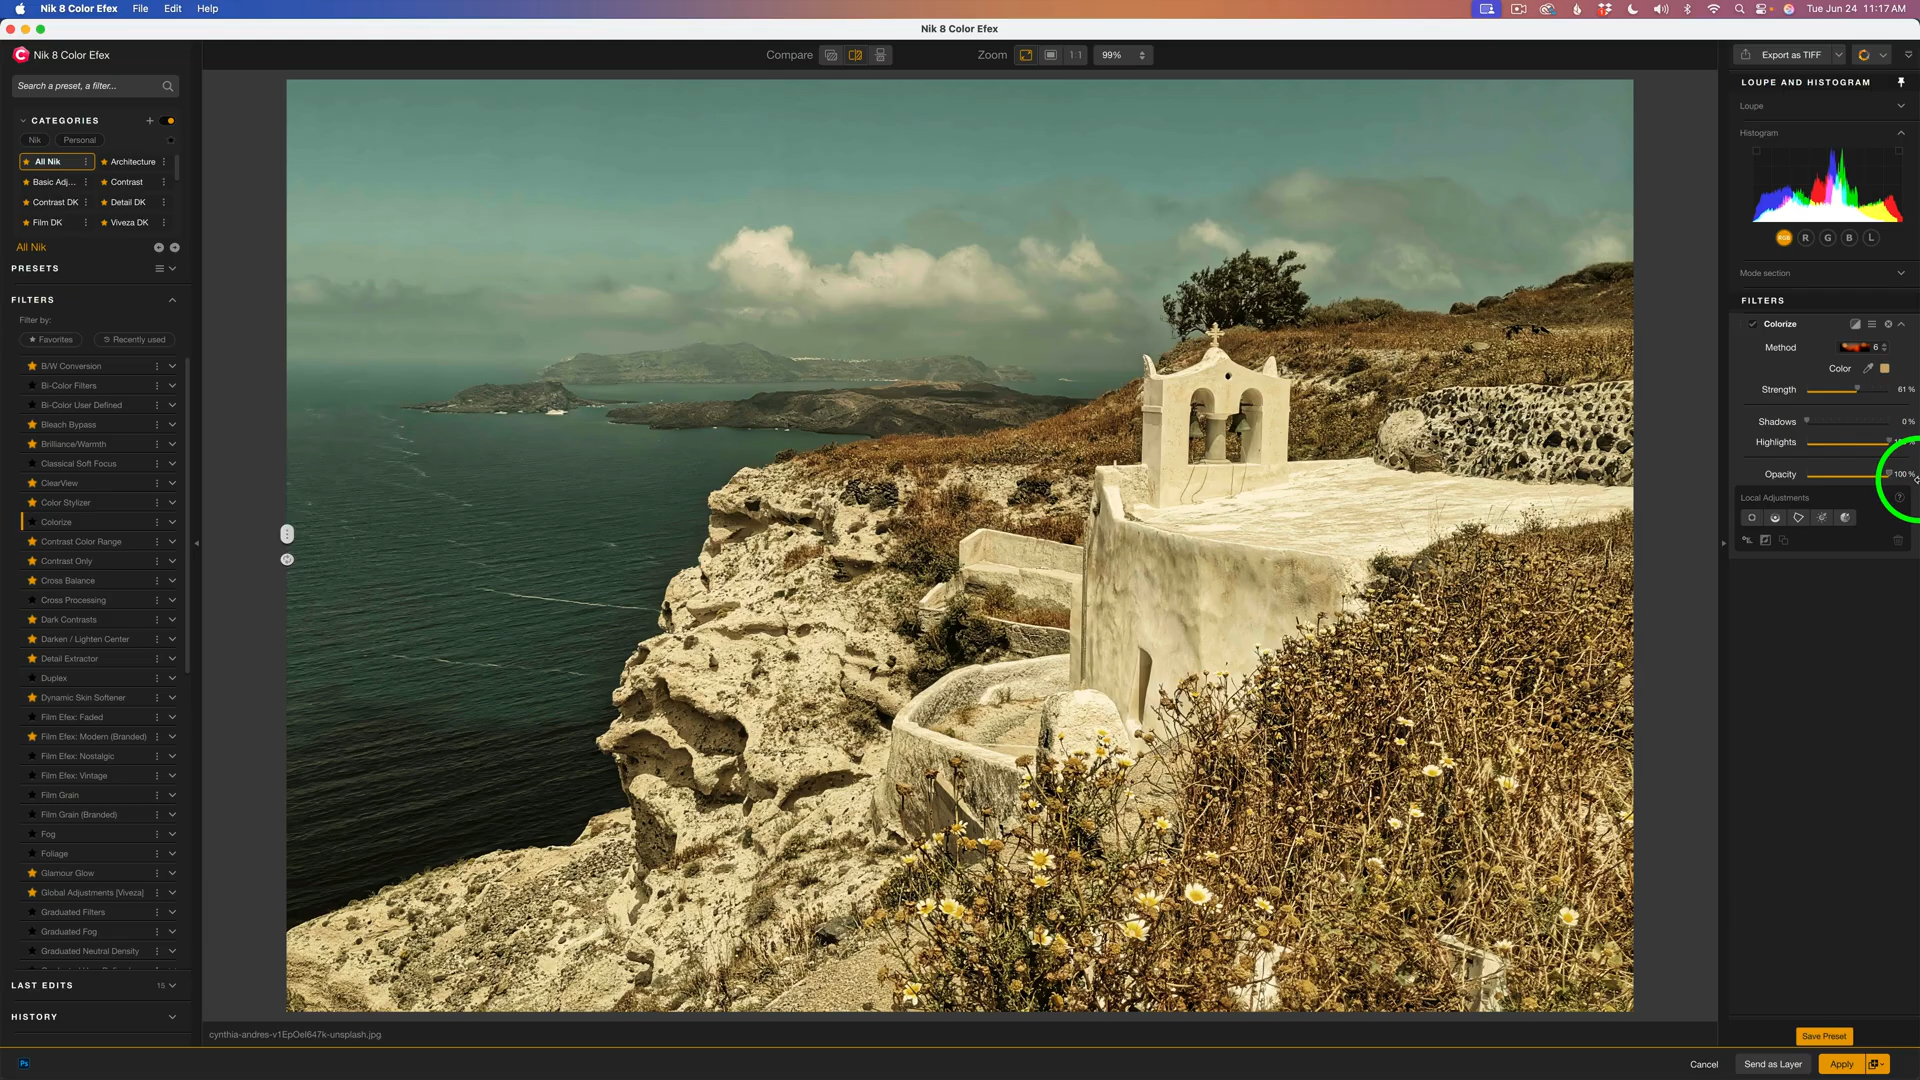 Nik 8 Color Efex File Edit Help Tue Jun 24 11:17 AM
Nik 8 Color Efex
Nik 8 Color Efex
Compare Zoom 1:1 99%
Export as TIFF
Search a preset, a filter...
CATEGORIES
Nik Personal
All Nik Architecture
Basic Adj... Contrast
Contrast DK Detail DK
Film DK Viveza DK
All Nik
PRESETS
FILTERS
Filter by:
Favorites Recently used
B/W Conversion
Bi-Color Filters
Bi-Color User Defined
Bleach Bypass
Brilliance/Warmth
Classical Soft Focus
ClearView
Color Stylizer
Colorize
Contrast Color Range
Contrast Only
Cross Balance
Cross Processing
Dark Contrasts
Darken / Lighten Center
Detail Extractor
Duplex
Dynamic Skin Softener
Film Efex: Faded
Film Efex: Modern (Branded)
Film Efex: Nostalgic
Film Efex: Vintage
Film Grain
Film Grain (Branded)
Fog
Foliage
Glamour Glow
Global Adjustments [Viveza]
Graduated Filters
Graduated Fog
Graduated Neutral Density
LAST EDITS 15
HISTORY
Ps
cynthia-andres-v1EpOeI647k-unsplash.jpg
LOUPE AND HISTOGRAM
Loupe
Histogram
RGB R G B L
Mode section
FILTERS
Colorize
Method 6
Color
Strength 61 %
Shadows 0 %
Highlights
Opacity 100 %
Local Adjustments ?
Save Preset
Cancel Send as Layer Apply